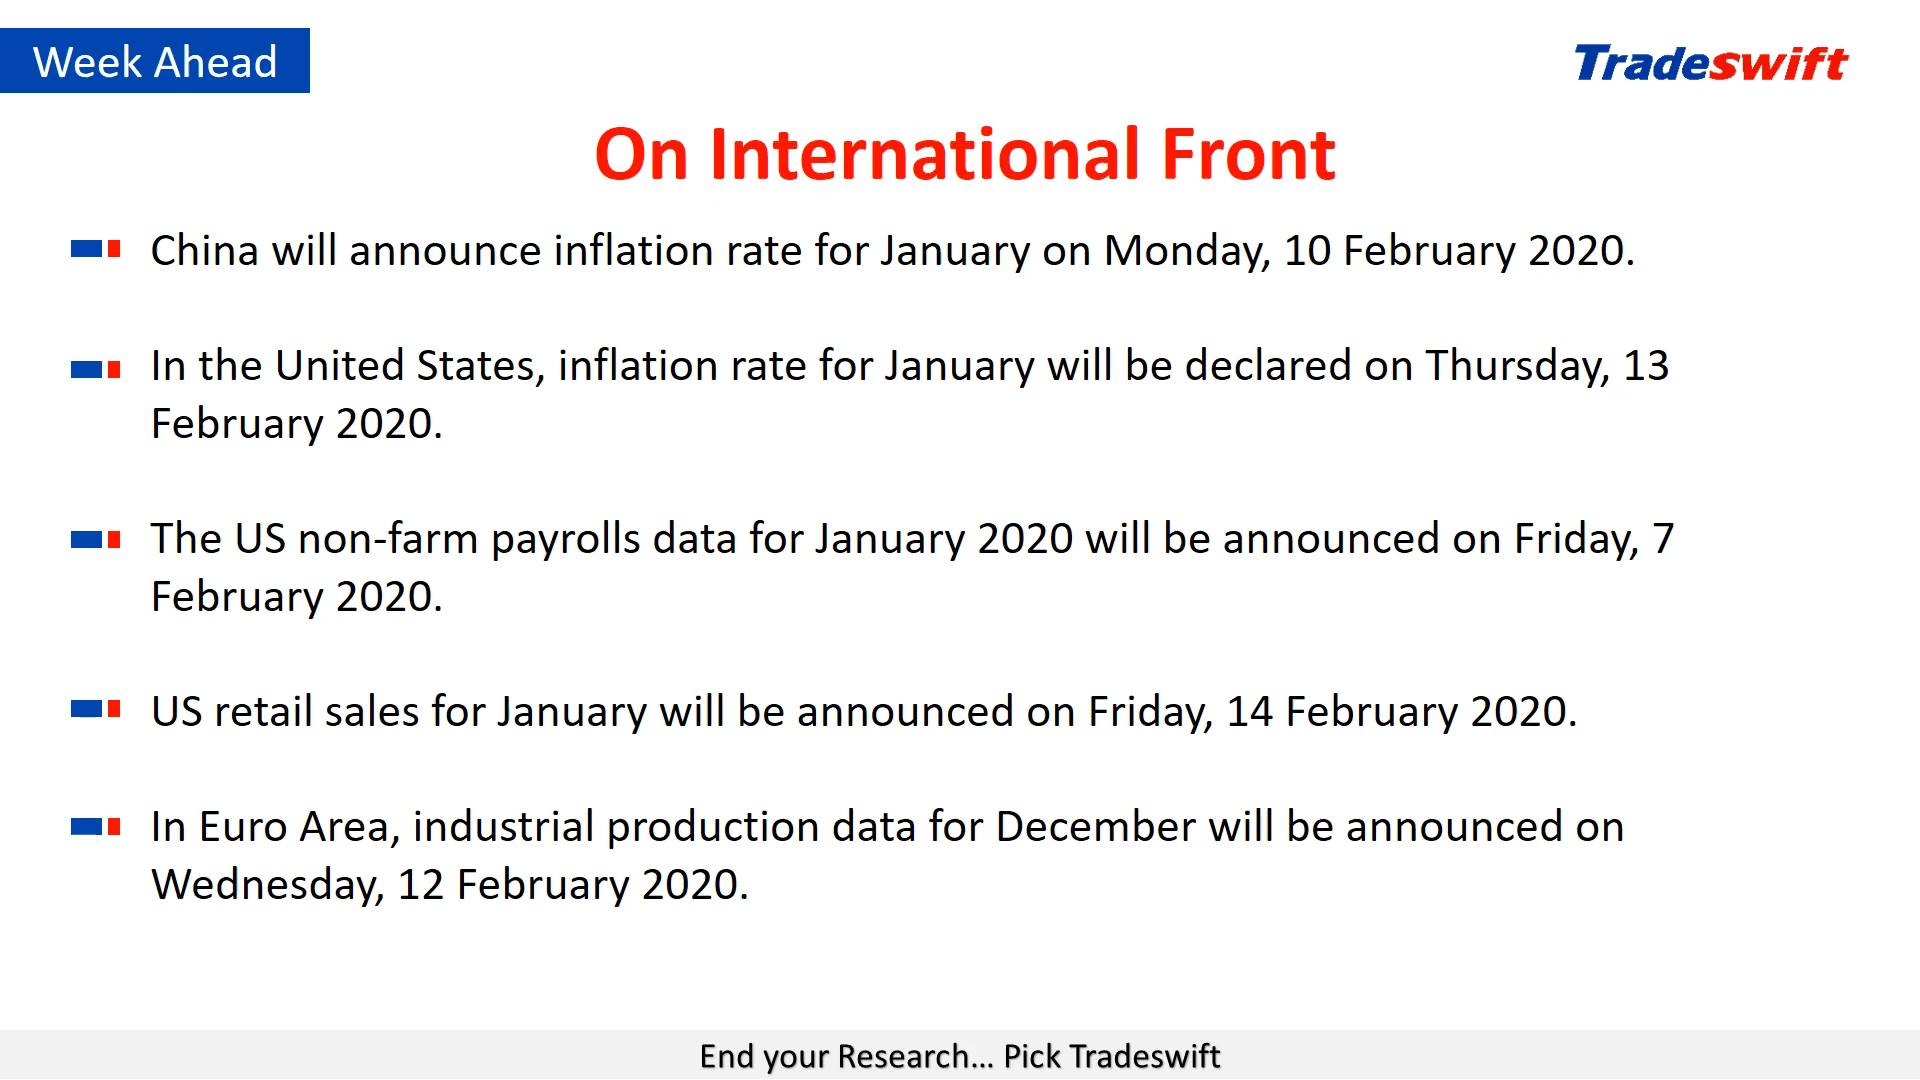 Week Ahead
Tradeswift
On International Front
China will announce inflation rate for January on Monday, 10 February 2020.
In the United States, inflation rate for January will be declared on Thursday, 13
February 2020.
The US non-farm payrolls data for January 2020 will be announced on Friday, 7
February 2020.
US retail sales for January will be announced on Friday, 14 February 2020.
In Euro Area, industrial production data for December will be announced on
Wednesday, 12 February 2020.
End your Research... Pick Tradeswift